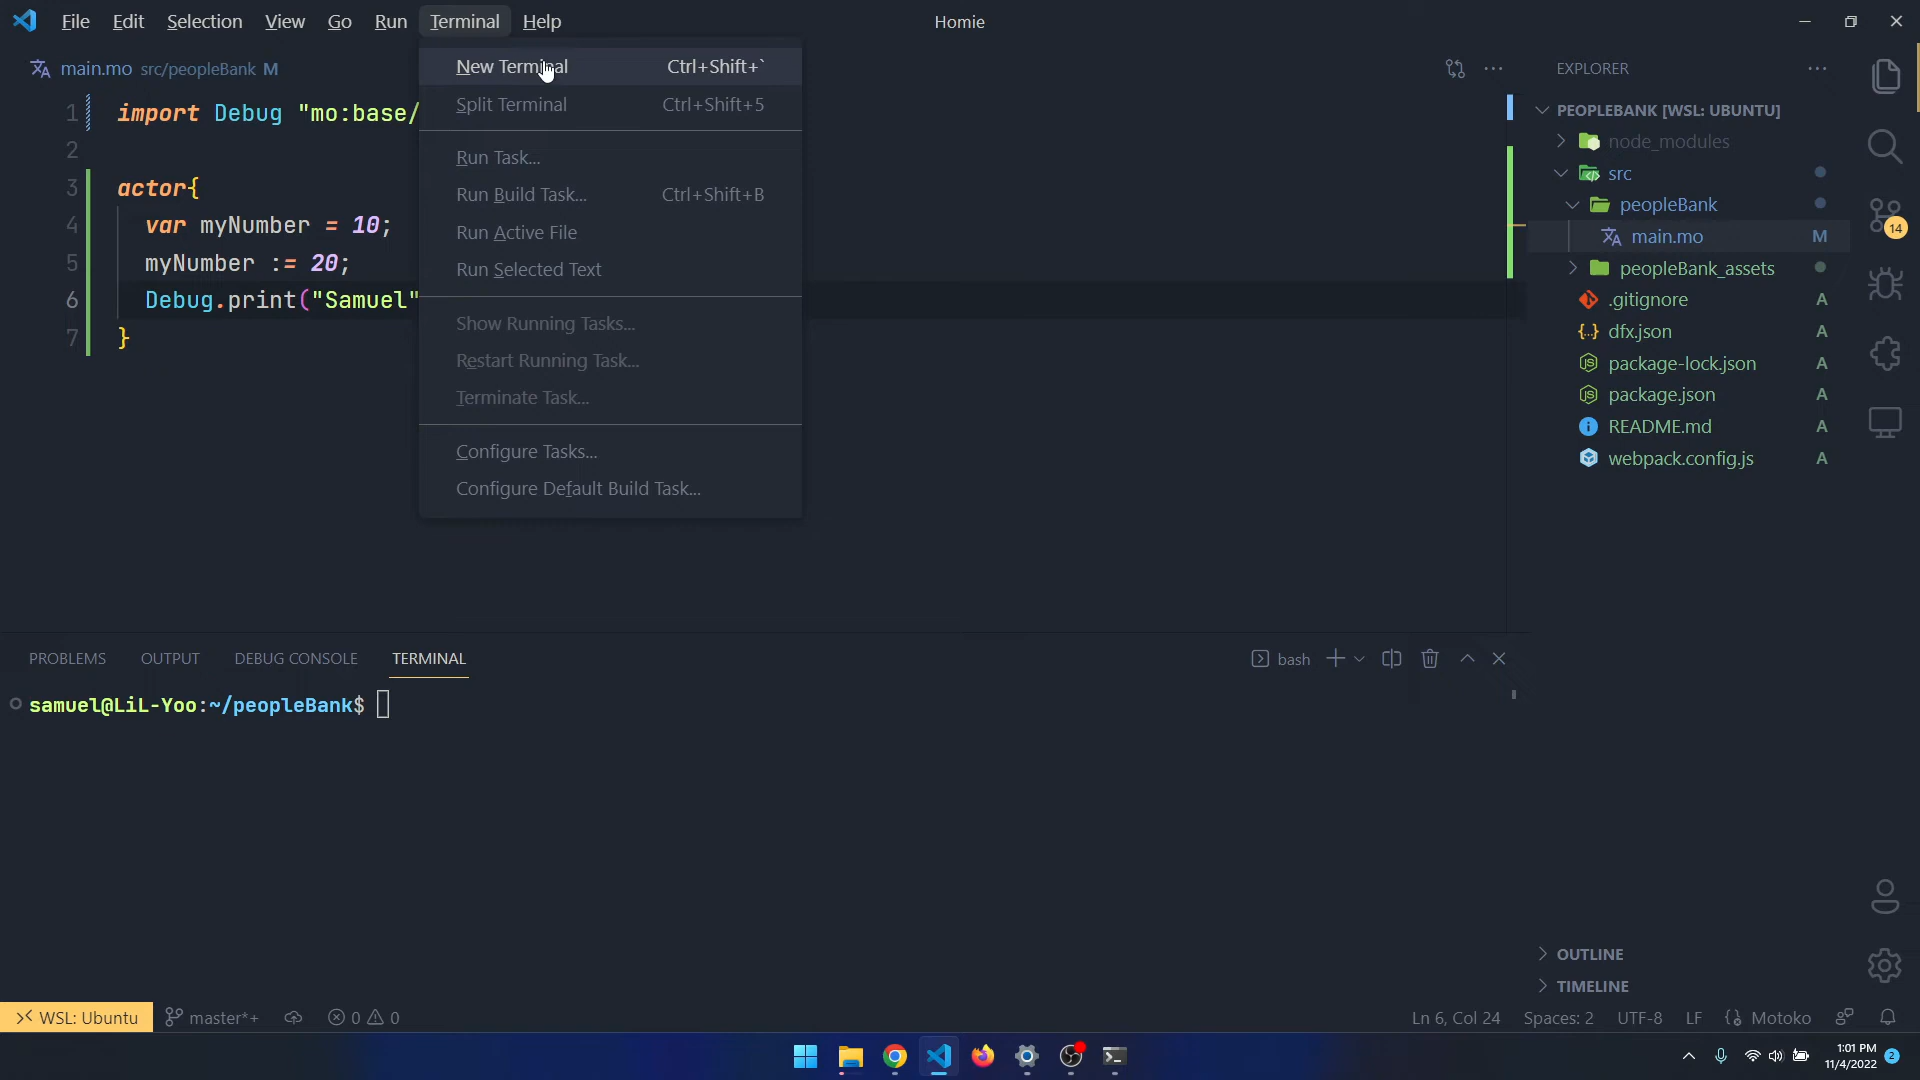 File Edit Selection View Go Run Terminal Help
Homie
main.mo src/peopleBank M
1 import Debug "mo:base/
2
3 actor{
4 var myNumber = 10;
5 myNumber := 20;
6 Debug.print("Samuel"
7 }
New Terminal Ctrl+Shift+`
Split Terminal Ctrl+Shift+5
Run Task...
Run Build Task... Ctrl+Shift+B
Run Active File
Run Selected Text
Show Running Tasks...
Restart Running Task...
Terminate Task...
Configure Tasks...
Configure Default Build Task...
EXPLORER
PEOPLEBANK [WSL: UBUNTU]
node_modules
src
peopleBank
main.mo M
peopleBank_assets
.gitignore A
dfx.json A
package-lock.json A
package.json A
README.md A
webpack.config.js A
14
OUTLINE
TIMELINE
PROBLEMS OUTPUT DEBUG CONSOLE TERMINAL
bash
samuel@LiL-Yoo:~/peopleBank$
WSL: Ubuntu master*+ 0 0
Ln 6, Col 24 Spaces: 2 UTF-8 LF Motoko
1:01 PM
11/4/2022
2